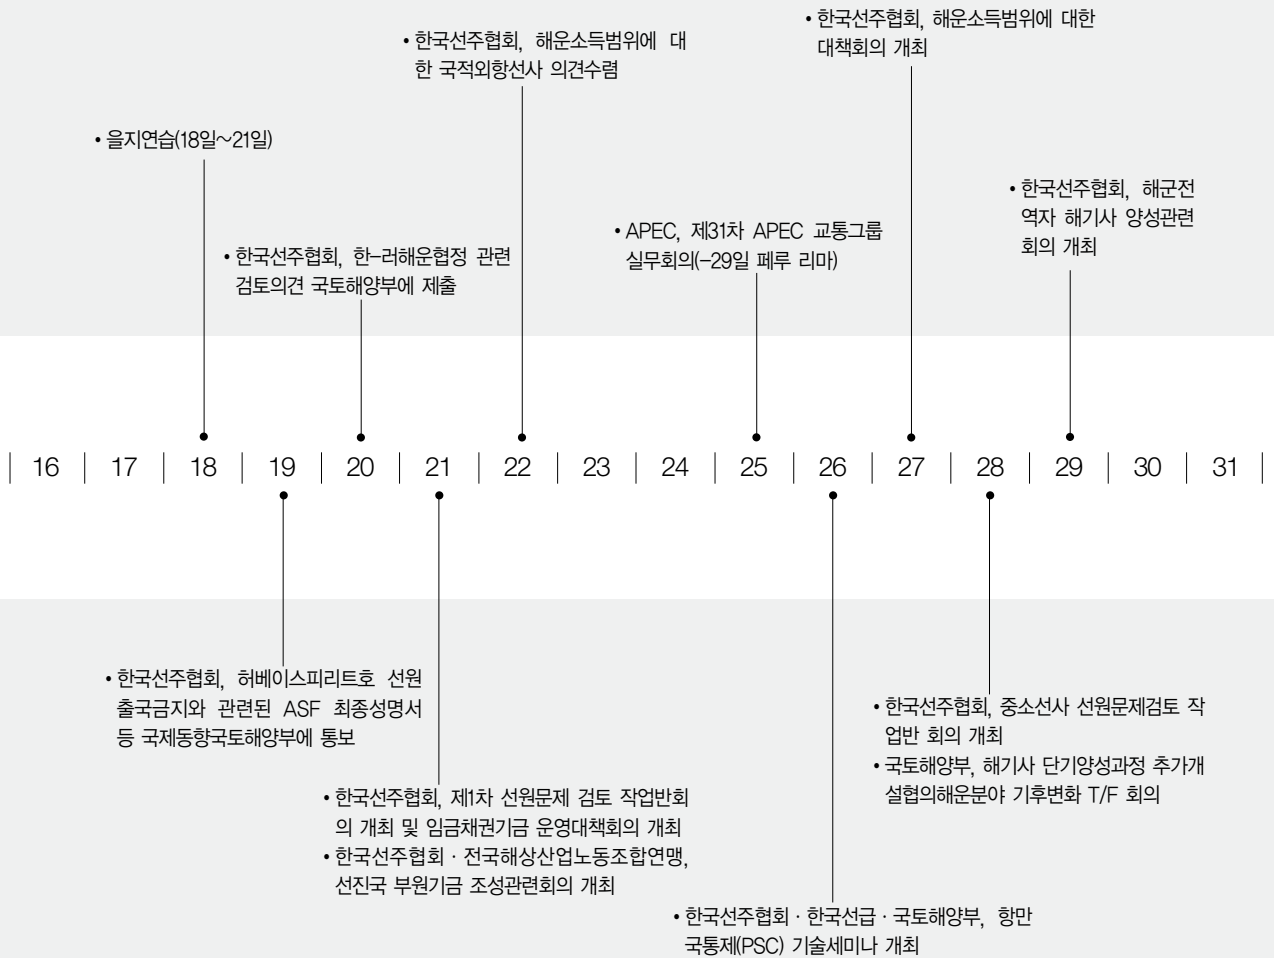 • 한국선주협회, 해운소득범위에 대한
대책회의 개최
• 한국선주협회, 해운소득범위에 대
한 국적외항선사 의견수렴
• 을지연습(18일~21일)
• 한국선주협회, 해군전
역자 해기사 양성관련
회의 개최
• APEC, 제31차 APEC 교통그룹
실무회의(-29일 페루 리마)
• 한국선주협회, 한-러해운협정 관련
검토의견 국토해양부에 제출
16 17 18 19 20 21 22 23 24 25 26 27 28 29 30 31
• 한국선주협회, 허베이스피리트호 선원
출국금지와 관련된 ASF 최종성명서
등 국제동향국토해양부에 통보
• 한국선주협회, 중소선사 선원문제검토 작
업반 회의 개최
• 국토해양부, 해기사 단기양성과정 추가개
설협의해운분야 기후변화 T/F 회의
• 한국선주협회, 제1차 선원문제 검토 작업반회
의 개최 및 임금채권기금 운영대책회의 개최
• 한국선주협회 · 전국해상산업노동조합연맹,
선진국 부원기금 조성관련회의 개최
• 한국선주협회 · 한국선급 · 국토해양부, 항만
국통제(PSC) 기술세미나 개최